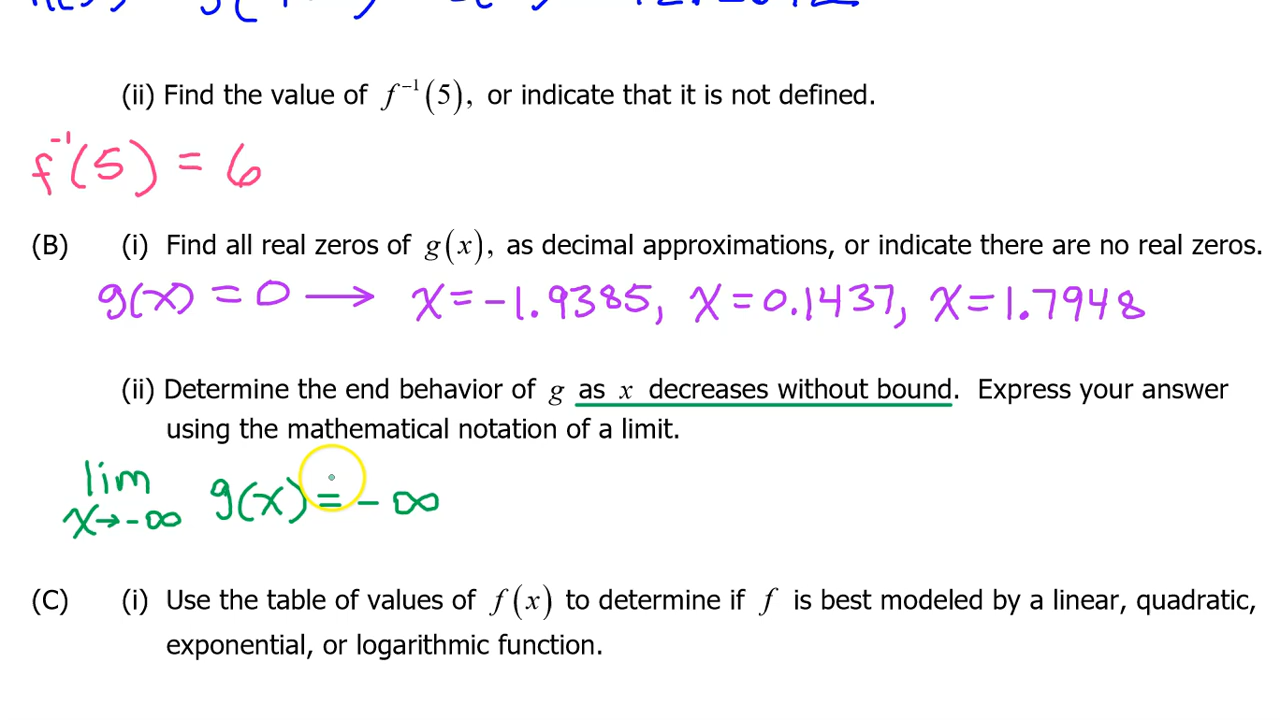 (ii) Find the value of f⁻¹(5), or indicate that it is not defined.
f⁻¹(5) = 6
(B) (i) Find all real zeros of g(x), as decimal approximations, or indicate there are no real zeros.
g(x) = 0 → x = -1.9385, x = 0.1437, x = 1.7948
(ii) Determine the end behavior of g as x decreases without bound. Express your answer
using the mathematical notation of a limit.
lim g(x) = - ∞
x→-∞
(C) (i) Use the table of values of f(x) to determine if f is best modeled by a linear, quadratic,
exponential, or logarithmic function.